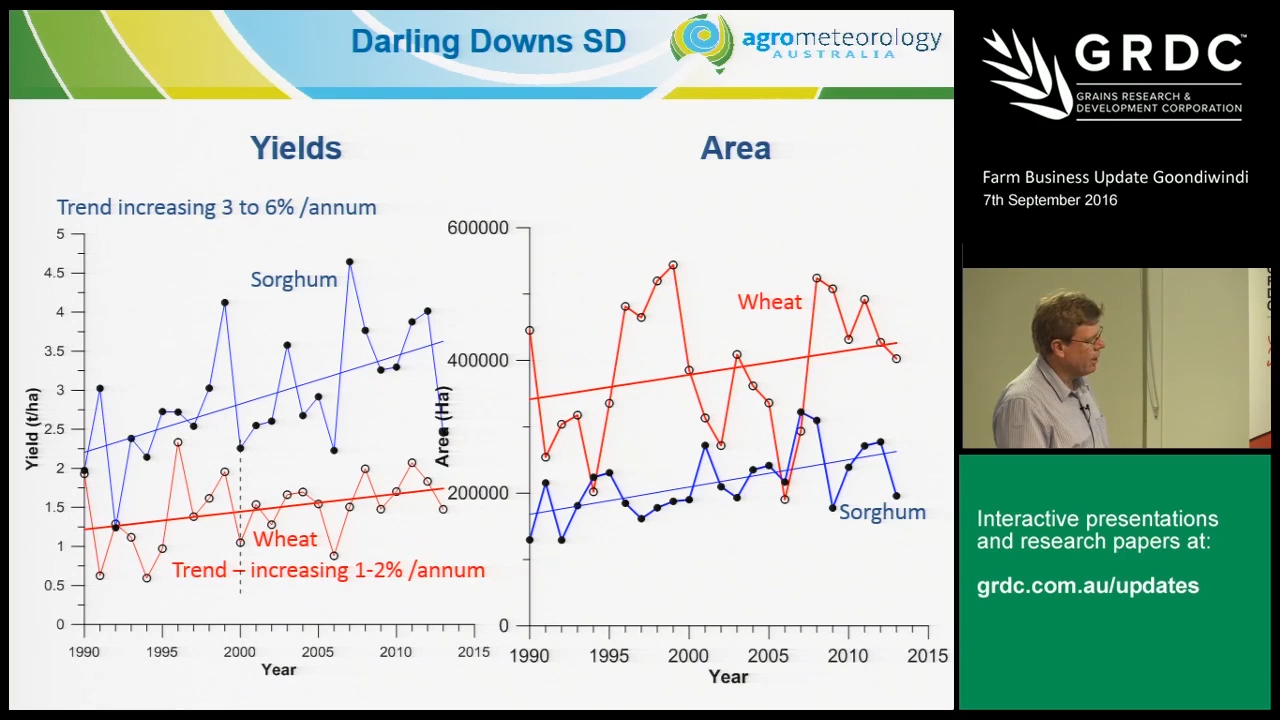 Darling Downs SD
agrometeorology
AUSTRALIA
Yields
Area
Trend increasing 3 to 6% /annum
5
4.5
4
3.5
3
2.5
2
1.5
1
0.5
0
Yield (t/ha)
Sorghum
Wheat
Trend – increasing 1-2% /annum
1990
1995
2000
2005
2010
2015
Year
600000
400000
200000
0
Area (Ha)
Wheat
Sorghum
1990
1995
2000
2005
2010
2015
Year
GRDC™
GRAINS RESEARCH &
DEVELOPMENT CORPORATION
Farm Business Update Goondiwindi
7th September 2016
Interactive presentations
and research papers at:
grdc.com.au/updates